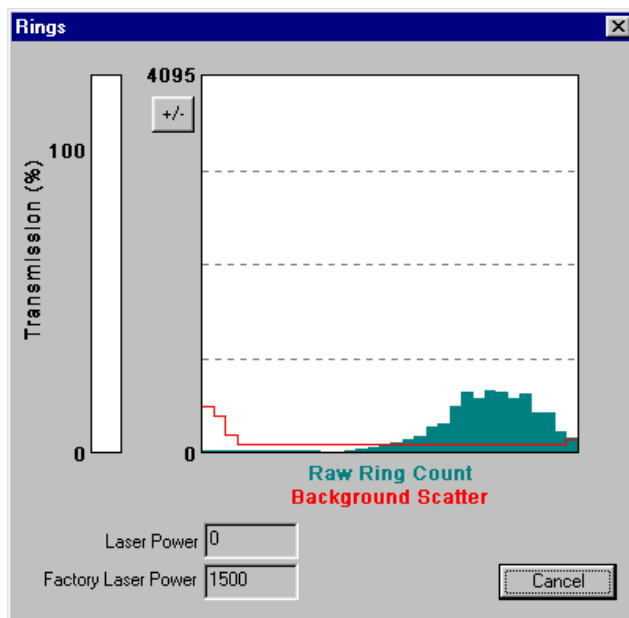 Rings
4095
+/-
100
Transmission (%)
0
0
Raw Ring Count
Background Scatter
Laser Power 0
Factory Laser Power 1500
Cancel